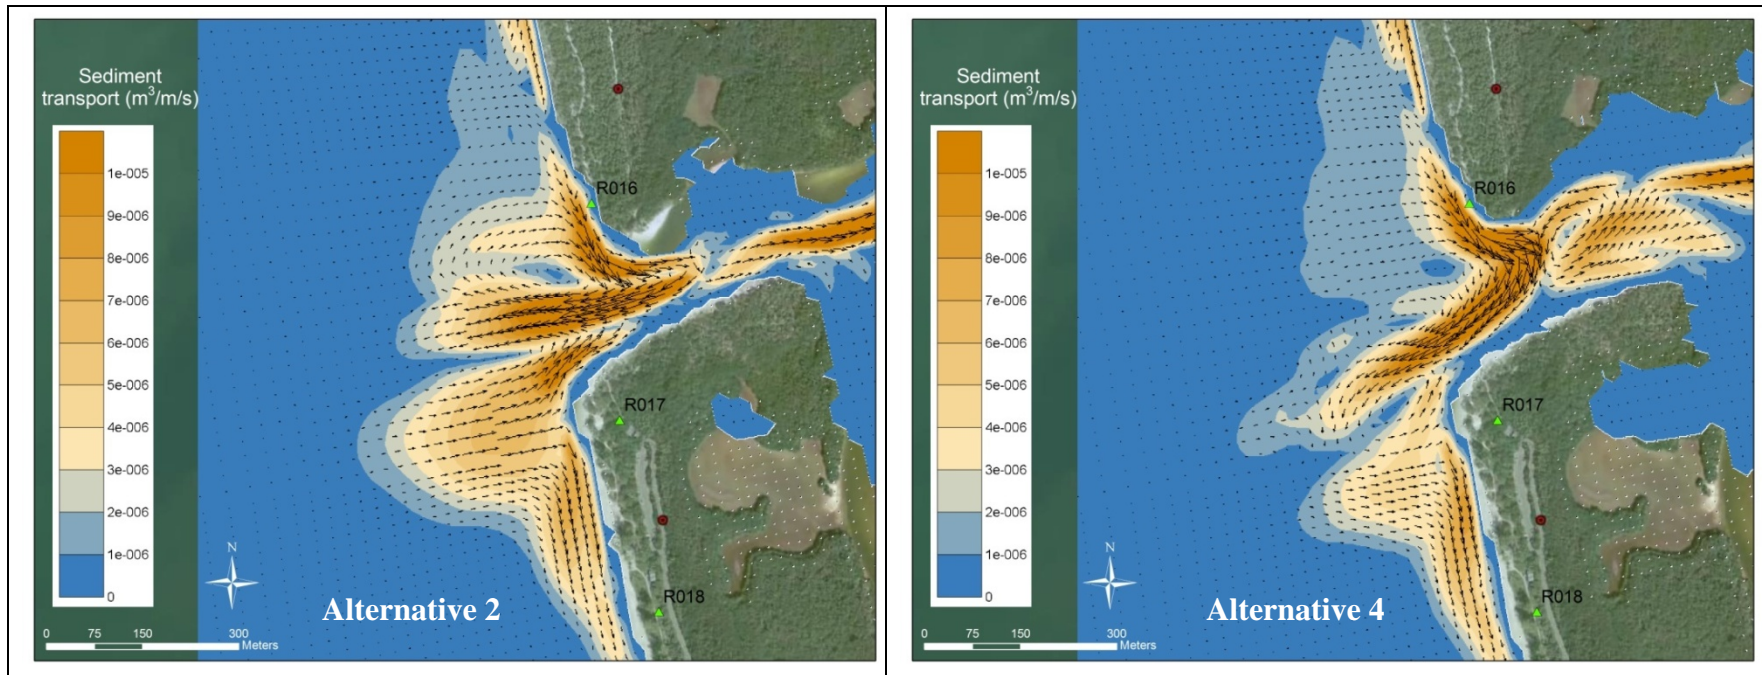 Sediment
transport (m³/m/s)
1e-005
9e-006
8e-006
7e-006
6e-006
5e-006
4e-006
3e-006
2e-006
1e-006
0
N
0 75 150 300
Meters
Alternative 2
R016
R017
R018
Sediment
transport (m³/m/s)
1e-005
9e-006
8e-006
7e-006
6e-006
5e-006
4e-006
3e-006
2e-006
1e-006
0
N
0 75 150 300
Meters
Alternative 4
R016
R017
R018